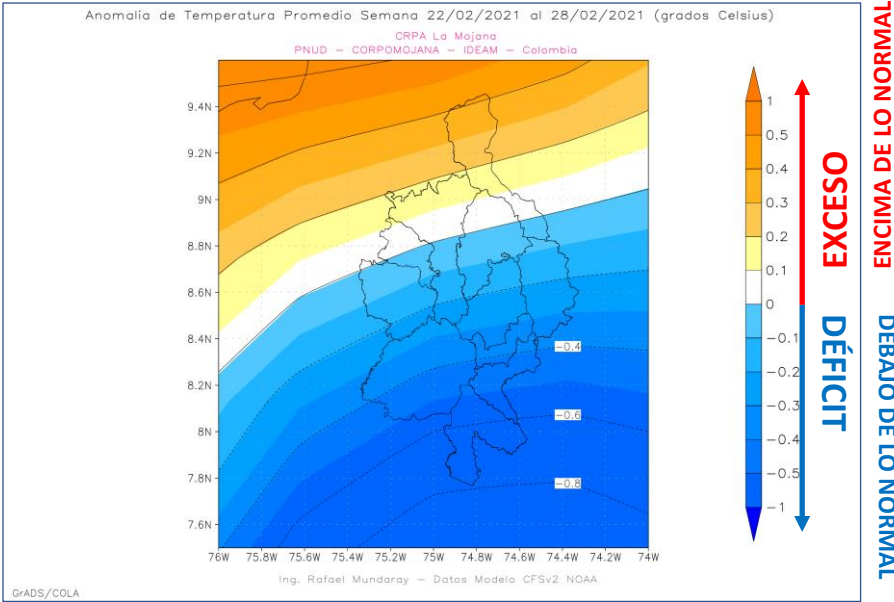 Anomalia de Temperatura Promedio Semana 22/02/2021 al 28/02/2021 (grados Celsius)
CRPA La Mojana
PNUD – CORPOMOJANA – IDEAM – Colombia
9.4N
9.2N
9N
8.8N
8.6N
8.4N
8.2N
8N
7.8N
7.6N
76W 75.8W 75.6W 75.4W 75.2W 75W 74.8W 74.6W 74.4W 74.2W 74W
-0.4
-0.6
-0.8
1
0.5
0.4
0.3
0.2
0.1
0
-0.1
-0.2
-0.3
-0.4
-0.5
-1
EXCESO
DÉFICIT
ENCIMA DE LO NORMAL
DEBAJO DE LO NORMAL
Ing. Rafael Mundaray – Datos Modelo CFSv2 NOAA
GrADS/COLA